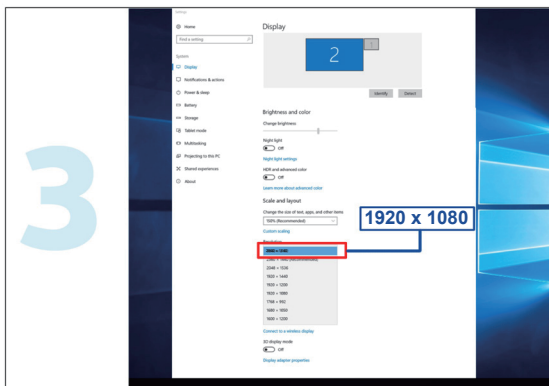 3
Settings
Home
Display
Find a setting
2
1
System
Display
Notifications & actions
Identify
Detect
Power & sleep
Battery
Brightness and color
Storage
Change brightness
Tablet mode
Night light
Multitasking
Off
Projecting to this PC
Night light settings
Shared experiences
HDR and advanced color
About
Off
Learn more about advanced color
Scale and layout
Change the size of text, apps, and other items
100% (Recommended)
1920 x 1080
Custom scaling
Resolution
(Recommended)
2048 × 1536
1920 × 1440
1920 × 1200
1920 × 1080
1768 × 992
1680 × 1050
1600 × 1200
Connect to a wireless display
3D display mode
Off
Display adapter properties